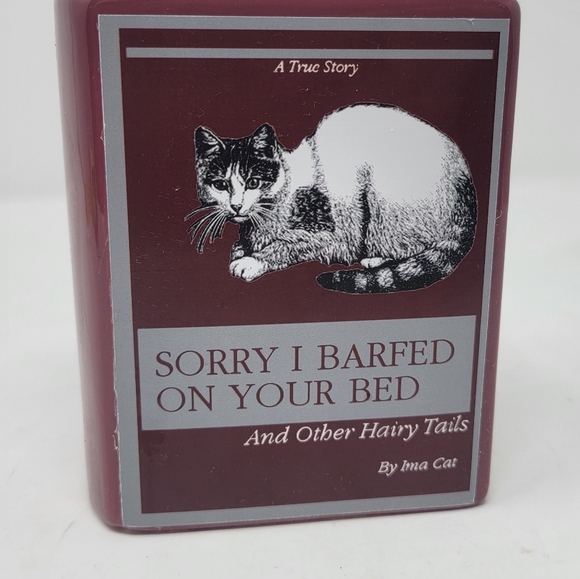 A True Story
SORRY I BARFED
ON YOUR BED
And Other Hairy Tails
By Ima Cat